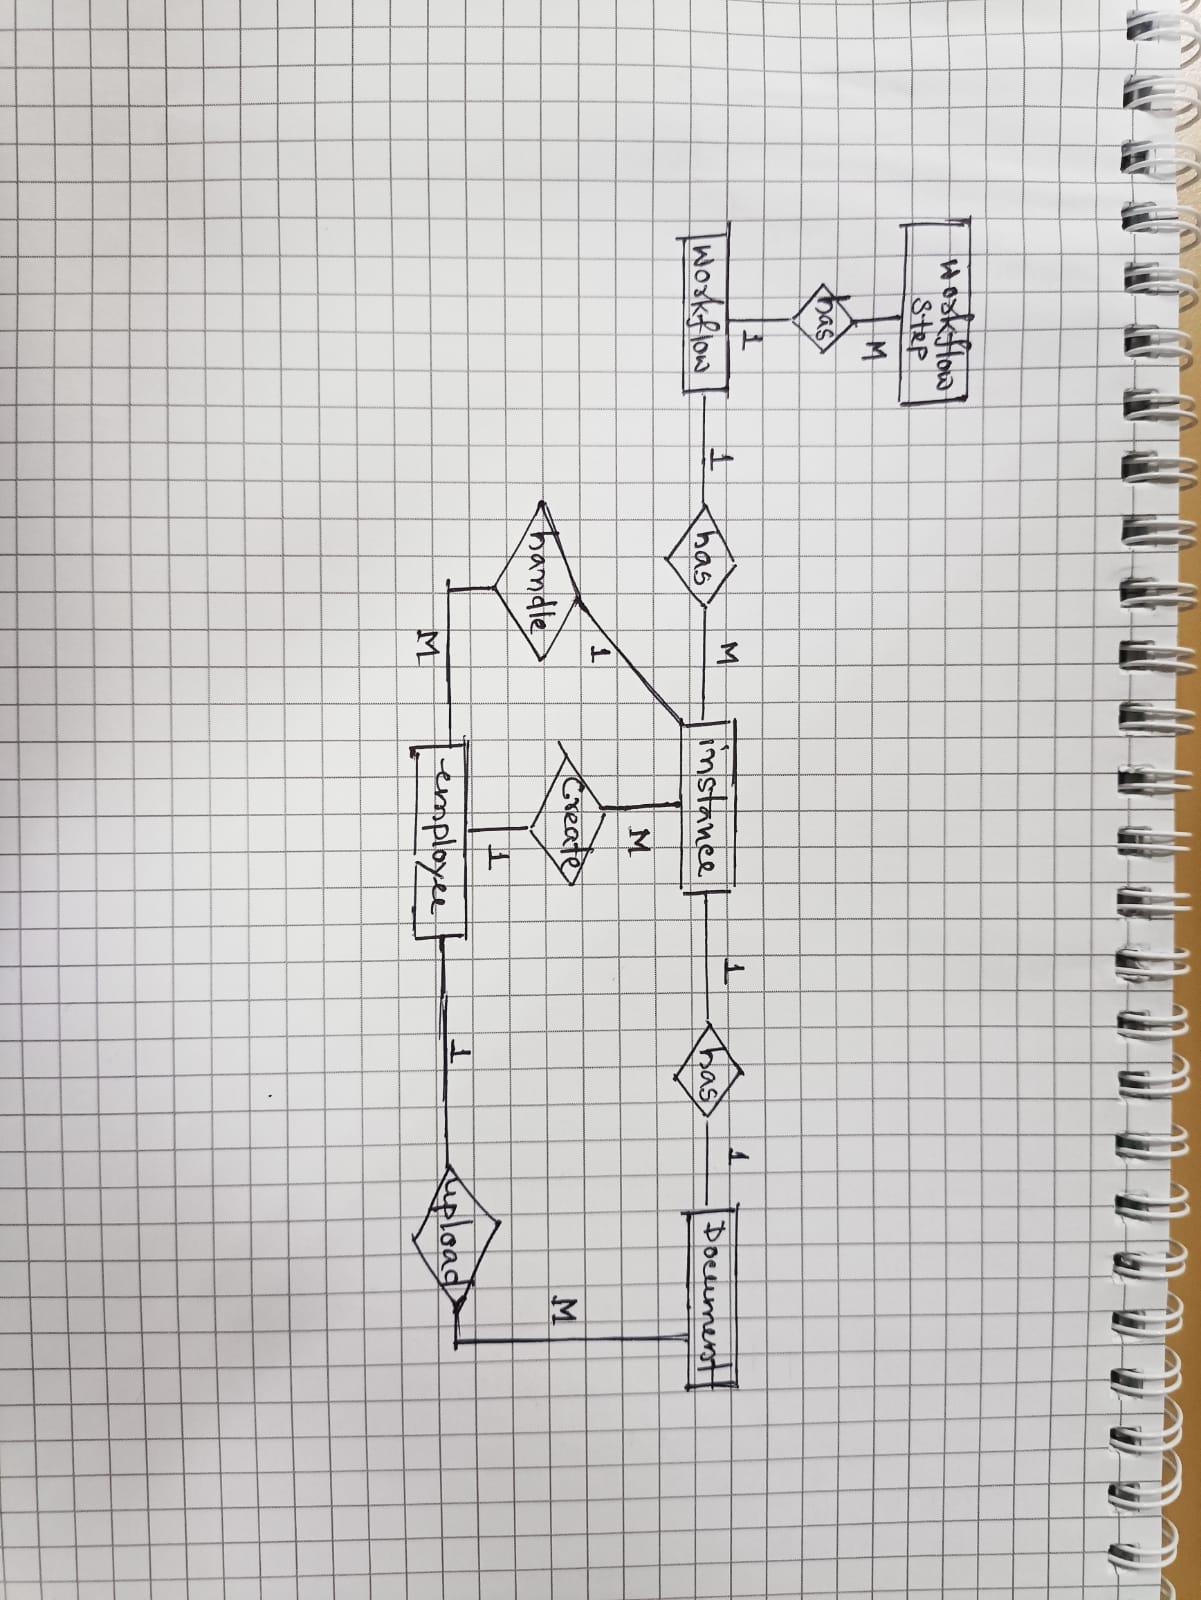 Workflow
step
M
has
1
Workflow
1
has
M
instance
1
has
1
Document
1
handle
M
M
Create
1
employee
1
upload
M